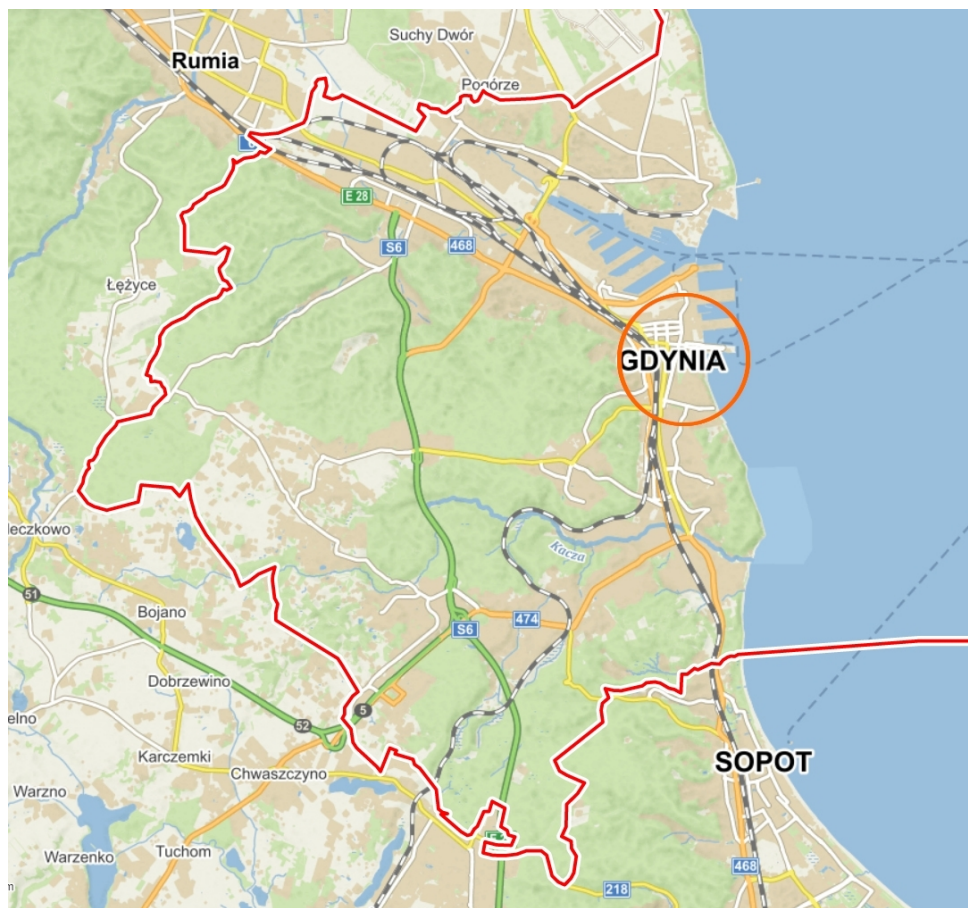 Suchy Dwór
Rumia
Pogórze
E 28
S6
468
Łężyce
GDYNIA
leczkowo
Kacza
51
Bojano
474
S6
Dobrzewino
5
elno
52
Karczemki
Chwaszczyno
SOPOT
Warzno
Warzenko
Tuchom
468
218
m